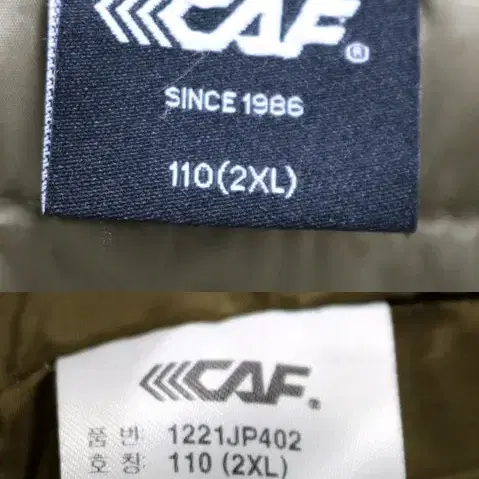 CAF®
SINCE 1986
110(2XL)
CAF®
품 번 1221JP402
호 칭 110 (2XL)